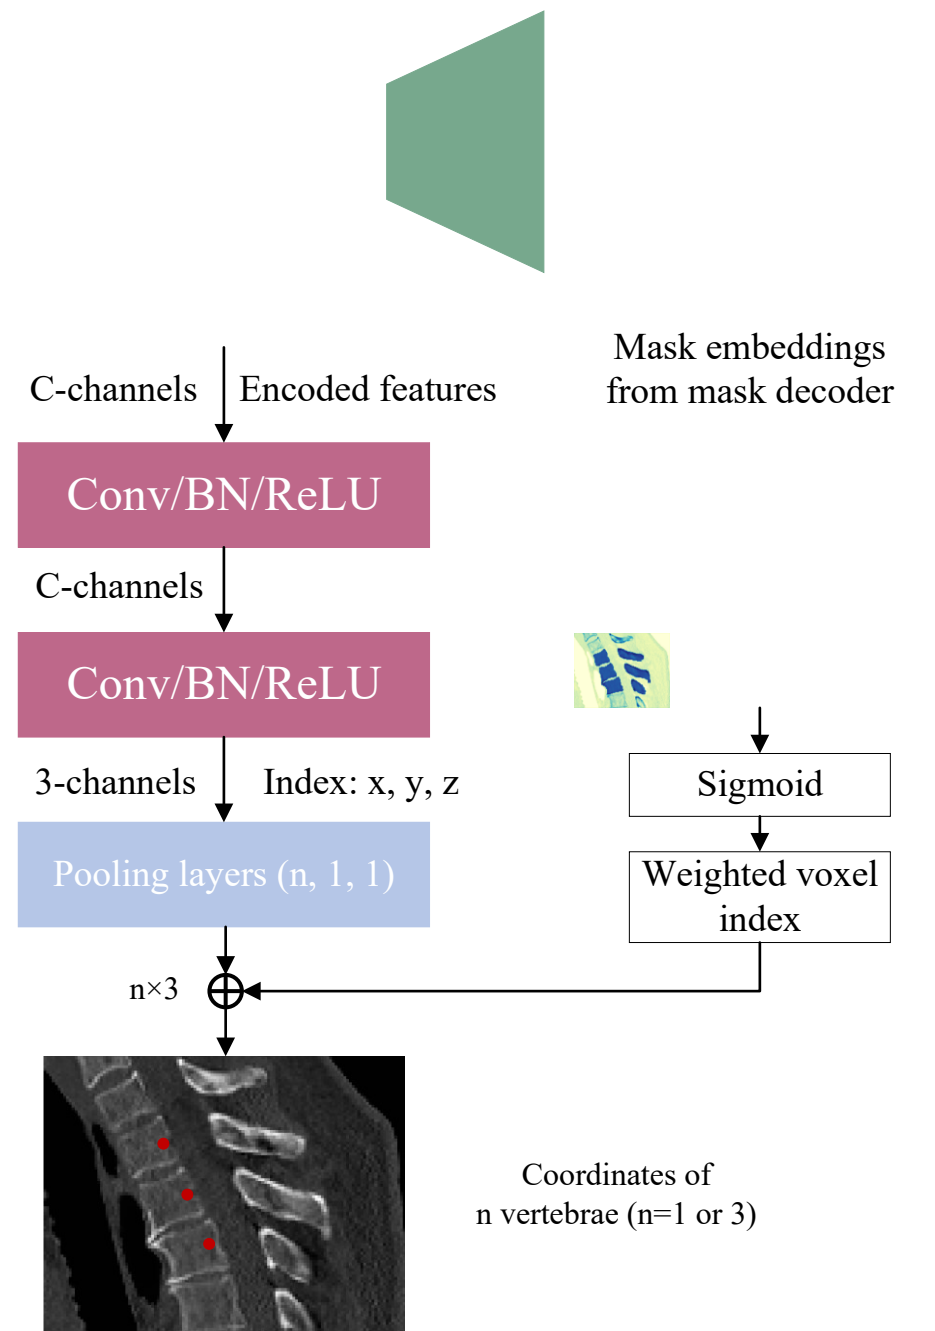 Mask embeddings
from mask decoder
C-channels
Encoded features
Conv/BN/ReLU
C-channels
Conv/BN/ReLU
3-channels
Index: x, y, z
Sigmoid
Pooling layers (n, 1, 1)
Weighted voxel
index
n×3
Coordinates of
n vertebrae (n=1 or 3)